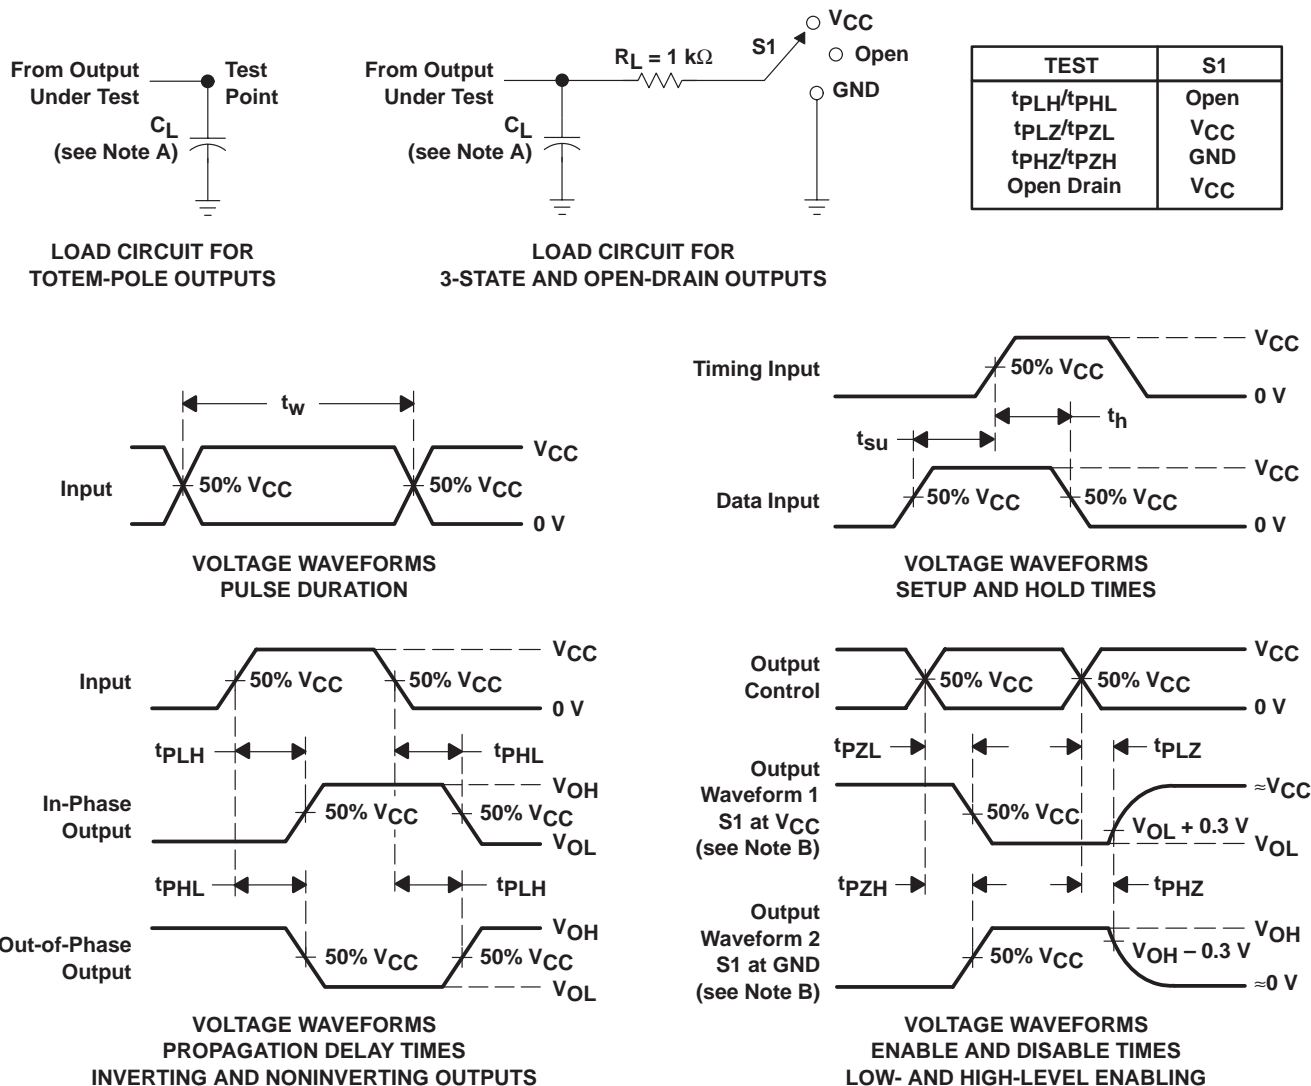 From Output
Under Test
Test
Point
CL
(see Note A)
LOAD CIRCUIT FOR
TOTEM-POLE OUTPUTS
From Output
Under Test
RL = 1 kΩ
S1
VCC
Open
GND
CL
(see Note A)
LOAD CIRCUIT FOR
3-STATE AND OPEN-DRAIN OUTPUTS
TEST S1
tPLH/tPHL Open
tPLZ/tPZL VCC
tPHZ/tPZH GND
Open Drain VCC
tw
Input
50% VCC
50% VCC
VCC
0 V
VOLTAGE WAVEFORMS
PULSE DURATION
Timing Input
50% VCC
VCC
0 V
tsu
th
Data Input
50% VCC
50% VCC
VCC
0 V
VOLTAGE WAVEFORMS
SETUP AND HOLD TIMES
Input
50% VCC
50% VCC
VCC
0 V
tPLH
tPHL
In-Phase
Output
50% VCC
50% VCC
VOH
VOL
tPHL
tPLH
Out-of-Phase
Output
50% VCC
50% VCC
VOH
VOL
VOLTAGE WAVEFORMS
PROPAGATION DELAY TIMES
INVERTING AND NONINVERTING OUTPUTS
Output
Control
50% VCC
50% VCC
VCC
0 V
tPZL
tPLZ
Output
Waveform 1
S1 at VCC
(see Note B)
50% VCC
≈VCC
VOL + 0.3 V
VOL
tPZH
tPHZ
Output
Waveform 2
S1 at GND
(see Note B)
50% VCC
VOH
VOH − 0.3 V
≈0 V
VOLTAGE WAVEFORMS
ENABLE AND DISABLE TIMES
LOW- AND HIGH-LEVEL ENABLING